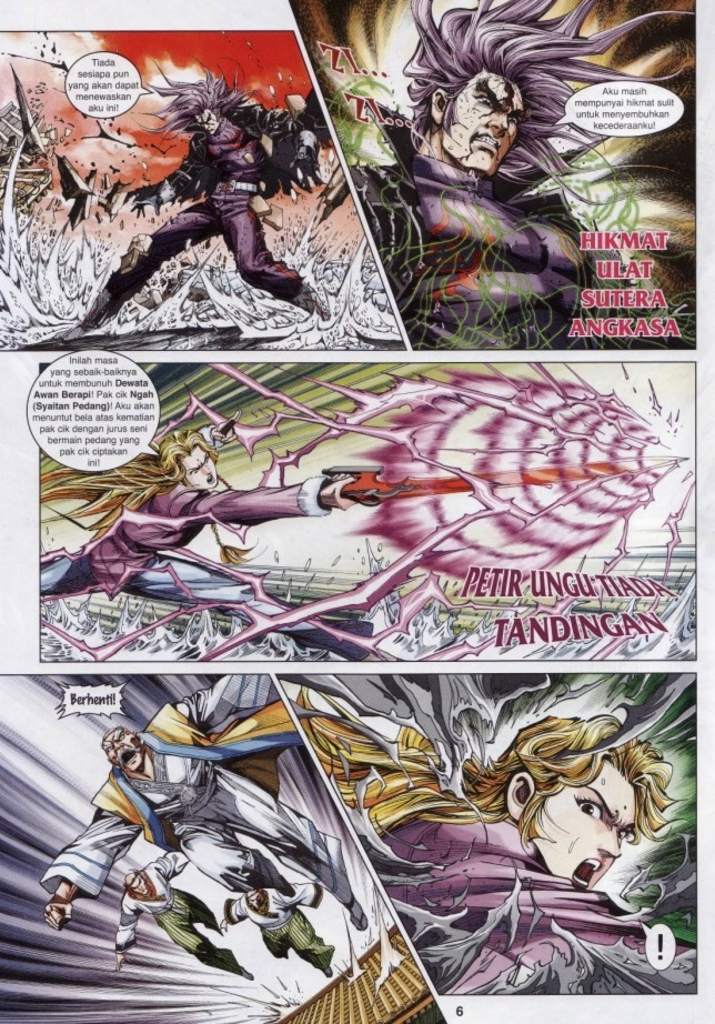 Tiada
sesiapa pun
yang akan dapat
menewaskan
aku ini!
ZI...
ZI...
Aku masih
mempunyai hikmat sulit
untuk menyembuhkan
kecederaanku!
HIKMAT
ULAT
SUTERA
ANGKASA
Inilah masa
yang sebaik-baiknya
untuk membunuh Dewata
Awan Berapi! Pak cik Ngah
(Syaitan Pedang)! Aku akan
menuntut bela atas kematian
pak cik dengan jurus seni
bermain pedang yang
pak cik ciptakan
ini!
PETIR UNGU TIADA
TANDINGAN
Berhenti!
!
6